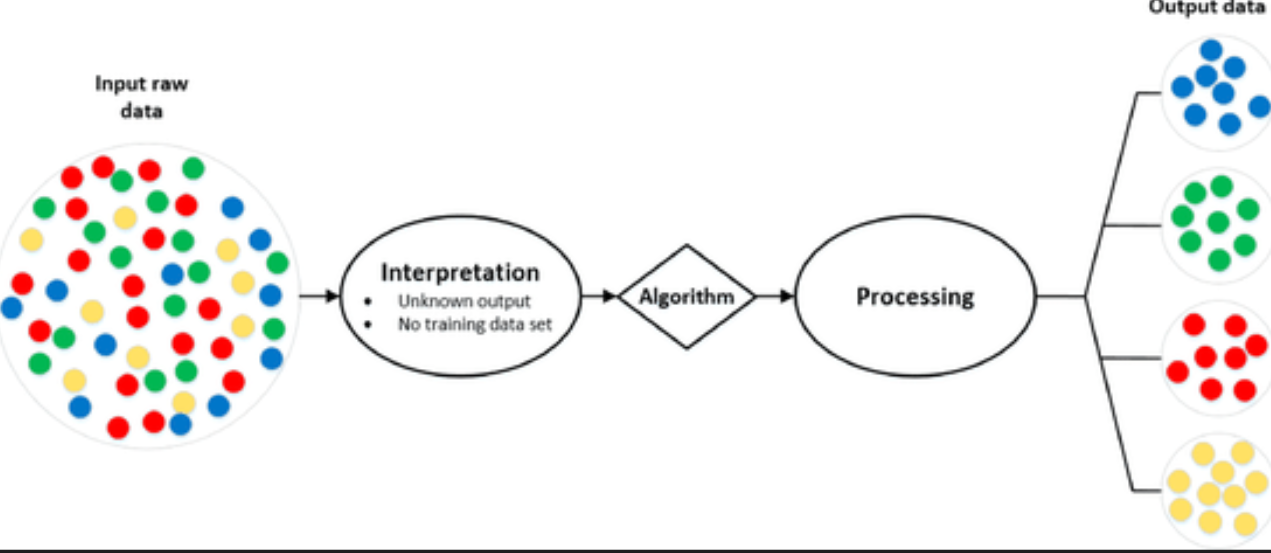 Output data
Input raw
data
Interpretation
• Unknown output
• No training data set
Algorithm
Processing